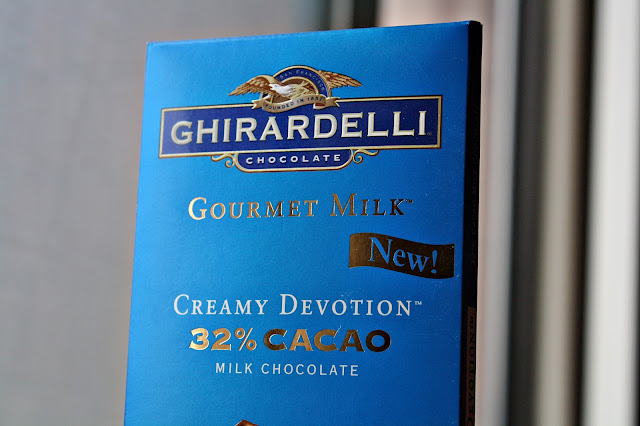 SAN FRANCISCO
FOUNDED IN 1852
GHIRARDELLI
CHOCOLATE
GOURMET MILK™
New!
CREAMY DEVOTION™
32% CACAO
MILK CHOCOLATE